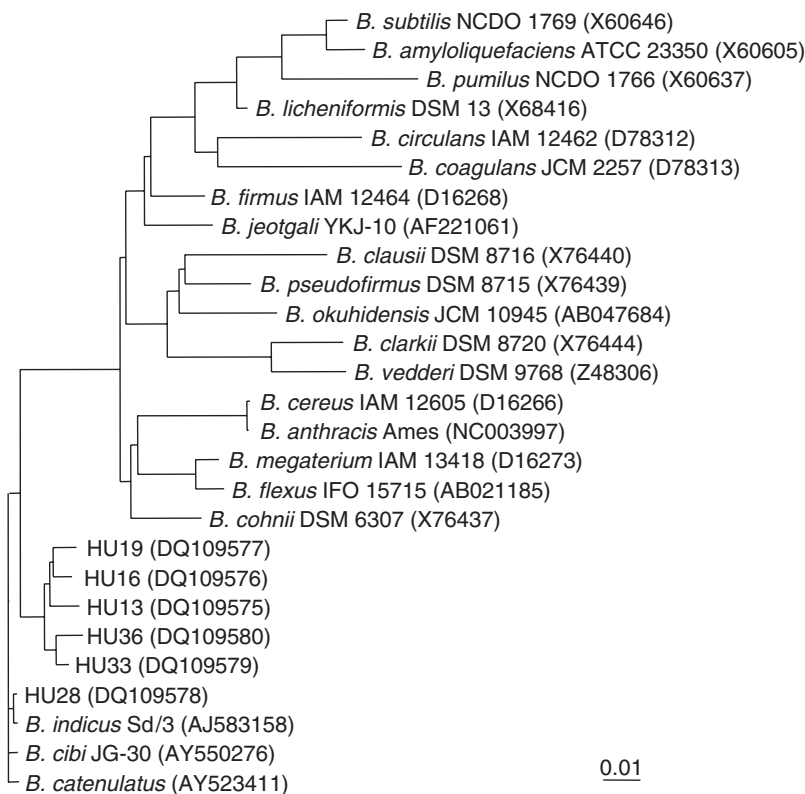 B. subtilis NCDO 1769 (X60646)
B. amyloliquefaciens ATCC 23350 (X60605)
B. pumilus NCDO 1766 (X60637)
B. licheniformis DSM 13 (X68416)
B. circulans IAM 12462 (D78312)
B. coagulans JCM 2257 (D78313)
B. firmus IAM 12464 (D16268)
B. jeotgali YKJ-10 (AF221061)
B. clausii DSM 8716 (X76440)
B. pseudofirmus DSM 8715 (X76439)
B. okuhidensis JCM 10945 (AB047684)
B. clarkii DSM 8720 (X76444)
B. vedderi DSM 9768 (Z48306)
B. cereus IAM 12605 (D16266)
B. anthracis Ames (NC003997)
B. megaterium IAM 13418 (D16273)
B. flexus IFO 15715 (AB021185)
B. cohnii DSM 6307 (X76437)
HU19 (DQ109577)
HU16 (DQ109576)
HU13 (DQ109575)
HU36 (DQ109580)
HU33 (DQ109579)
HU28 (DQ109578)
B. indicus Sd/3 (AJ583158)
B. cibi JG-30 (AY550276)
B. catenulatus (AY523411)
0.01